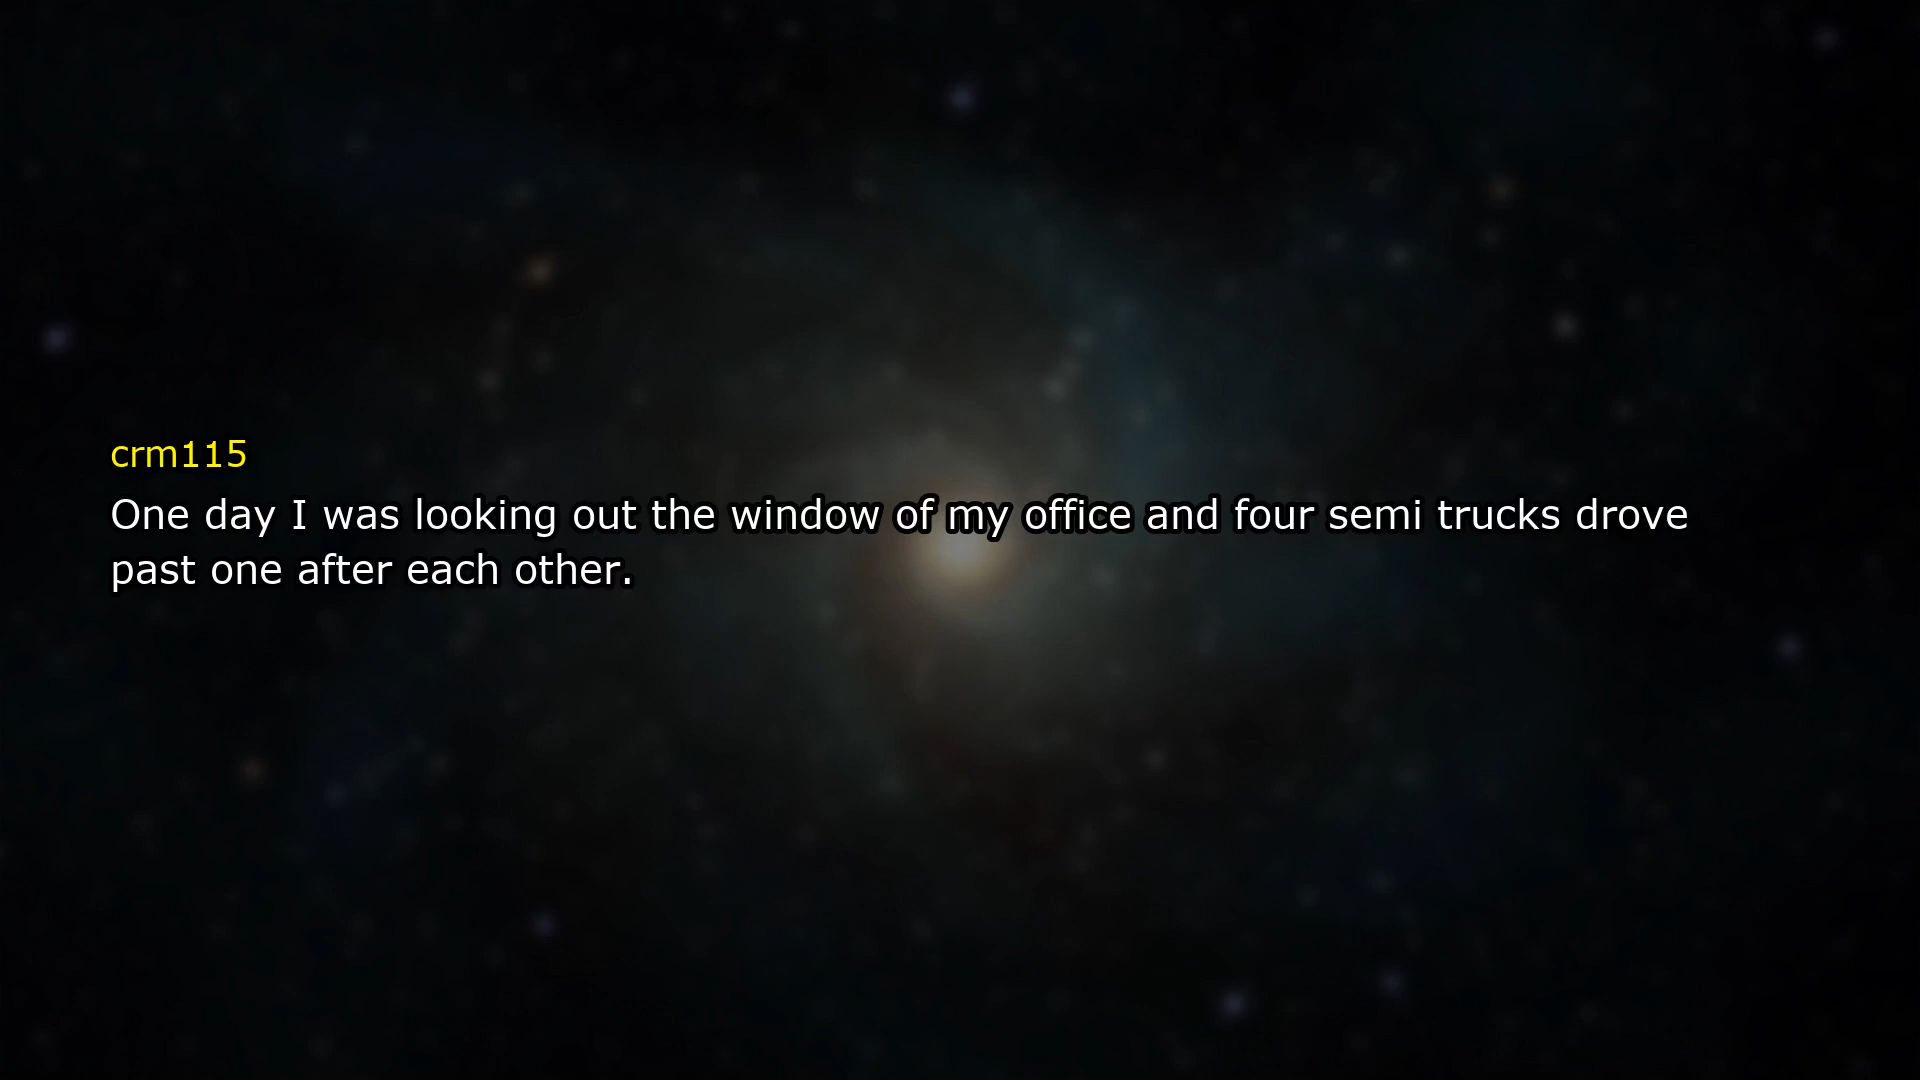 crm115
One day I was looking out the window of my office and four semi trucks drove
past one after each other.